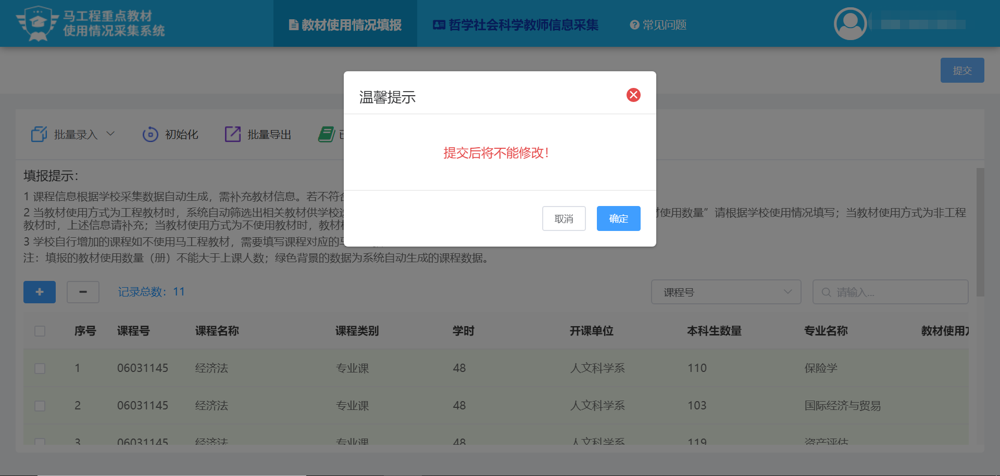 马工程重点教材
使用情况采集系统
教材使用情况填报
哲学社会科学教师信息采集
常见问题
提交
温馨提示
提交后将不能修改!
取消
确定
批量录入
初始化
批量导出
填报提示:
1 课程信息根据学校采集数据自动生成，需补充教材信息。若不符合
2 当教材使用方式为工程教材时，系统自动筛选出相关教材供学校选 材使用数量”请根据学校使用情况填写；当教材使用方式为非工程
教材时，上述信息请补充；当教材使用方式为不使用教材时，教材
3 学校自行增加的课程如不使用马工程教材，需要填写课程对应的马
注：填报的教材使用数量（册）不能大于上课人数；绿色背景的数据为系统自动生成的课程数据。
记录总数：11
课程号
请输入...
序号 课程号 课程名称 课程类别 学时 开课单位 本科生数量 专业名称 教材使用方
1 06031145 经济法 专业课 48 人文科学系 110 保险学
2 06031145 经济法 专业课 48 人文科学系 103 国际经济与贸易
3 06031145 经济法 专业课 48 人文科学系 119 资产评估